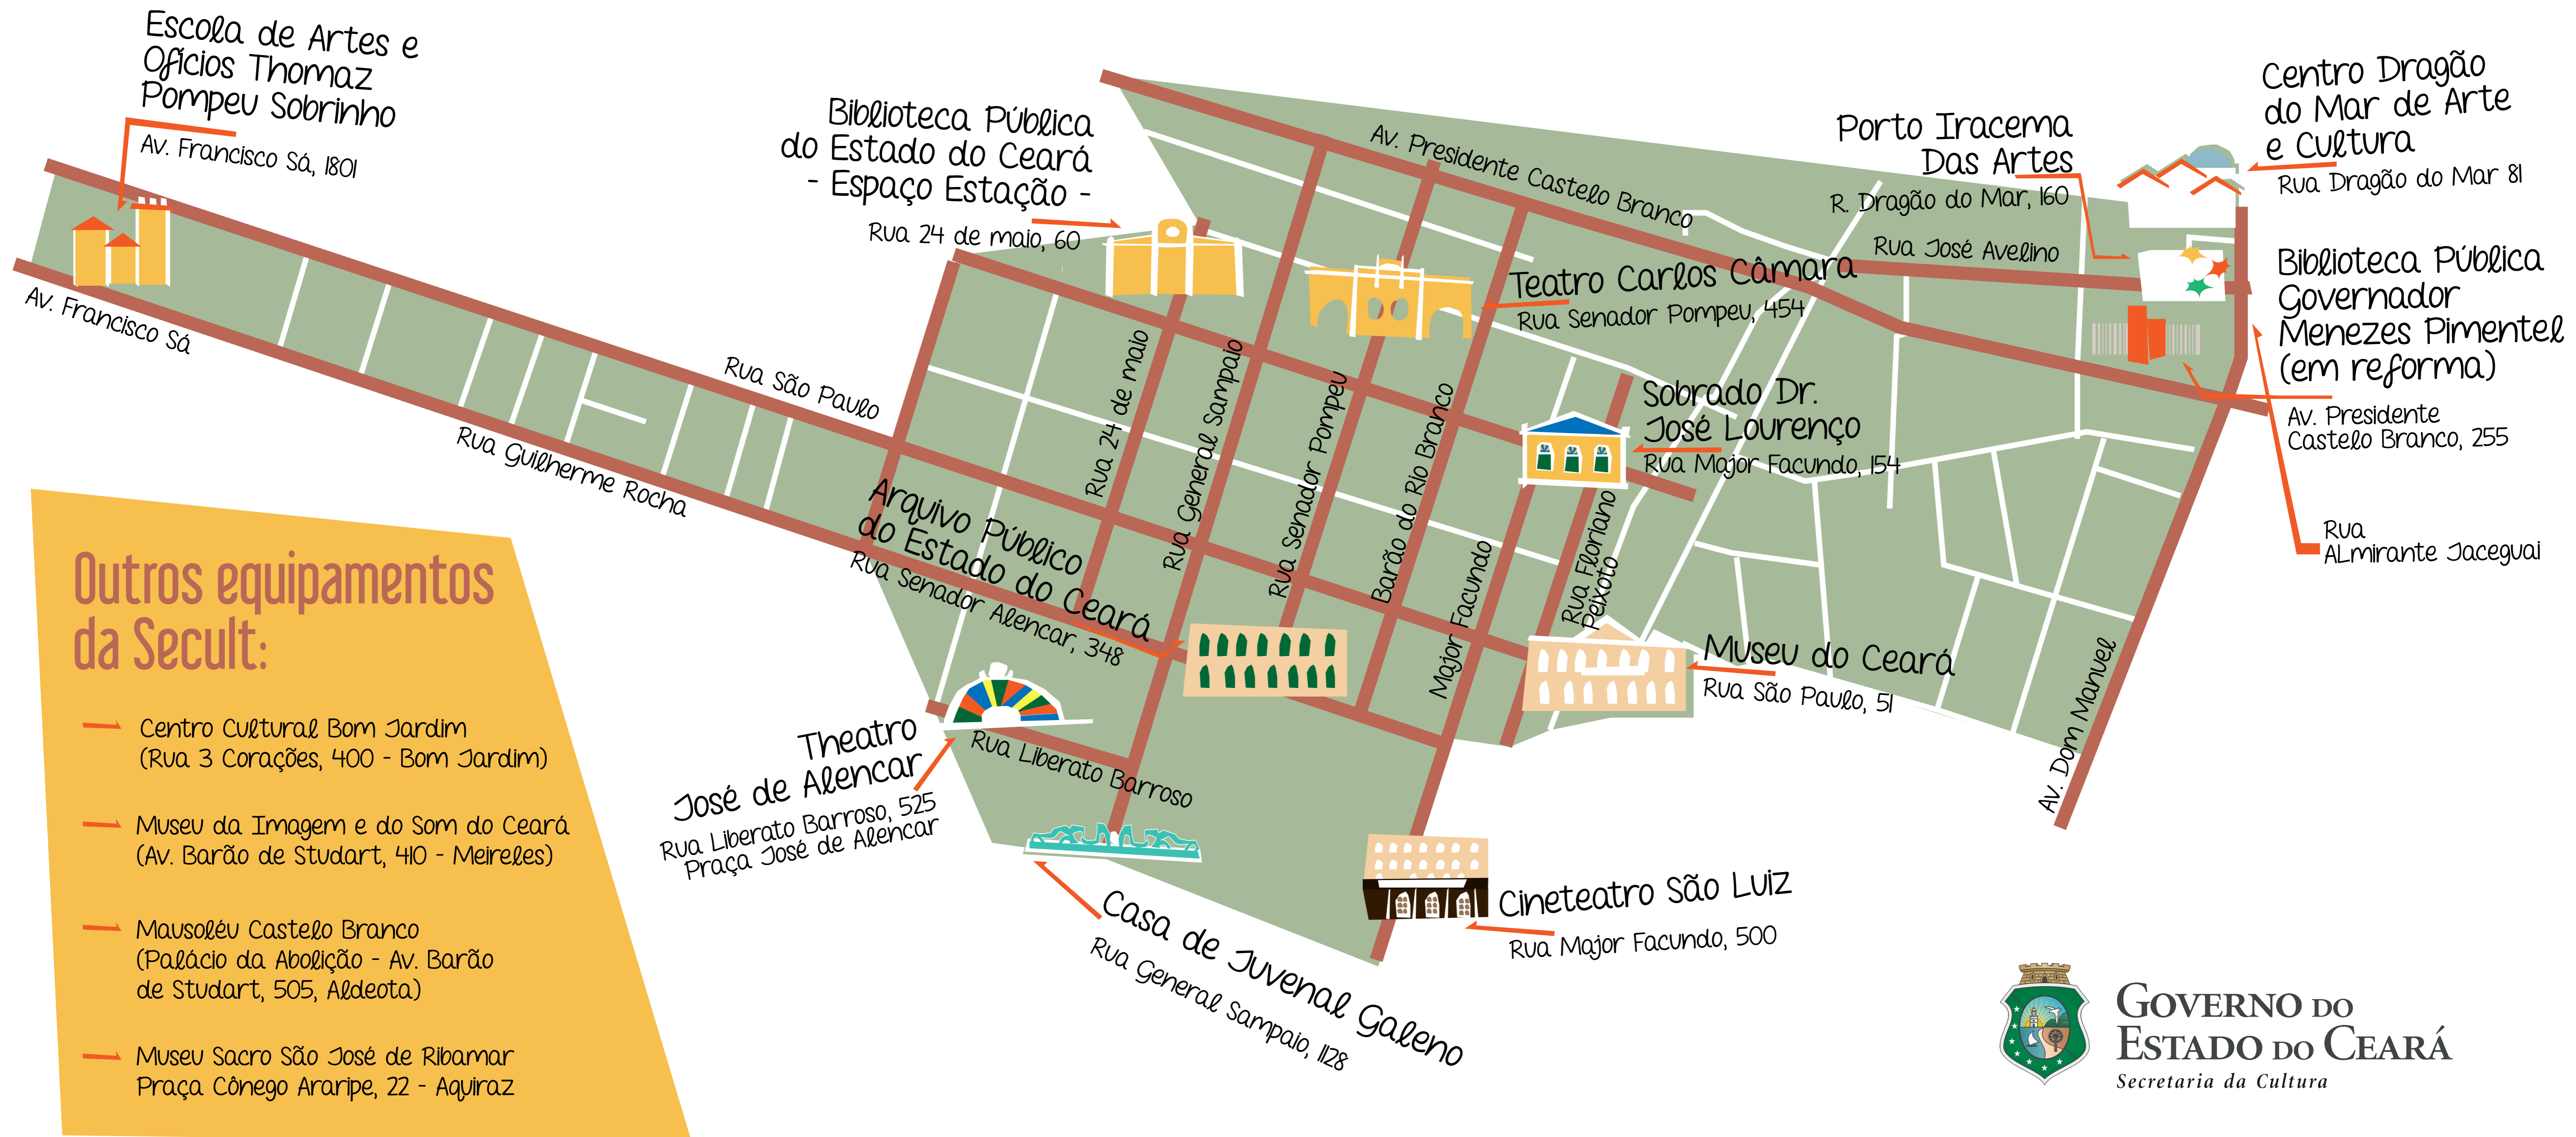 Escola de Artes e
Ofícios Thomaz
Pompeu Sobrinho
Av. Francisco Sá, 1801
Av. Francisco Sá
Rua Guilherme Rocha
Rua São Paulo
Biblioteca Pública
do Estado do Ceará
- Espaço Estação -
Rua 24 de maio, 60
Av. Presidente Castelo Branco
Teatro Carlos Câmara
Rua Senador Pompeu, 454
Porto Iracema
Das Artes
R. Dragão do Mar, 160
Rua José Avelino
Centro Dragão
do Mar de Arte
e Cultura
Rua Dragão do Mar 81
Biblioteca Pública
Governador
Menezes Pimentel
(em reforma)
Av. Presidente
Castelo Branco, 255
Rua
ALmirante Jaceguai
Sobrado Dr.
José Lourenço
Rua Major Facundo, 154
Rua 24 de maio
Rua General Sampaio
Rua Senador Pompeu
Barão do Rio Branco
Major Facundo
Rua Floriano
Peixoto
Arquivo Público
do Estado do Ceará
Rua Senador Alencar, 348
Museu do Ceará
Rua São Paulo, 51
Av. Dom Manuel
Theatro
José de Alencar
Rua Liberato Barroso, 525
Praça José de Alencar
Rua Liberato Barroso
Casa de Juvenal Galeno
Rua General Sampaio, 1128
Cineteatro São Luiz
Rua Major Facundo, 500
Outros equipamentos
da Secult:
Centro Cultural Bom Jardim
(Rua 3 Corações, 400 - Bom Jardim)
Museu da Imagem e do Som do Ceará
(Av. Barão de Studart, 410 - Meireles)
Mausoléu Castelo Branco
(Palácio da Abolição - Av. Barão
de Studart, 505, Aldeota)
Museu Sacro São José de Ribamar
Praça Cônego Araripe, 22 - Aquiraz
GOVERNO DO
ESTADO DO CEARÁ
Secretaria da Cultura